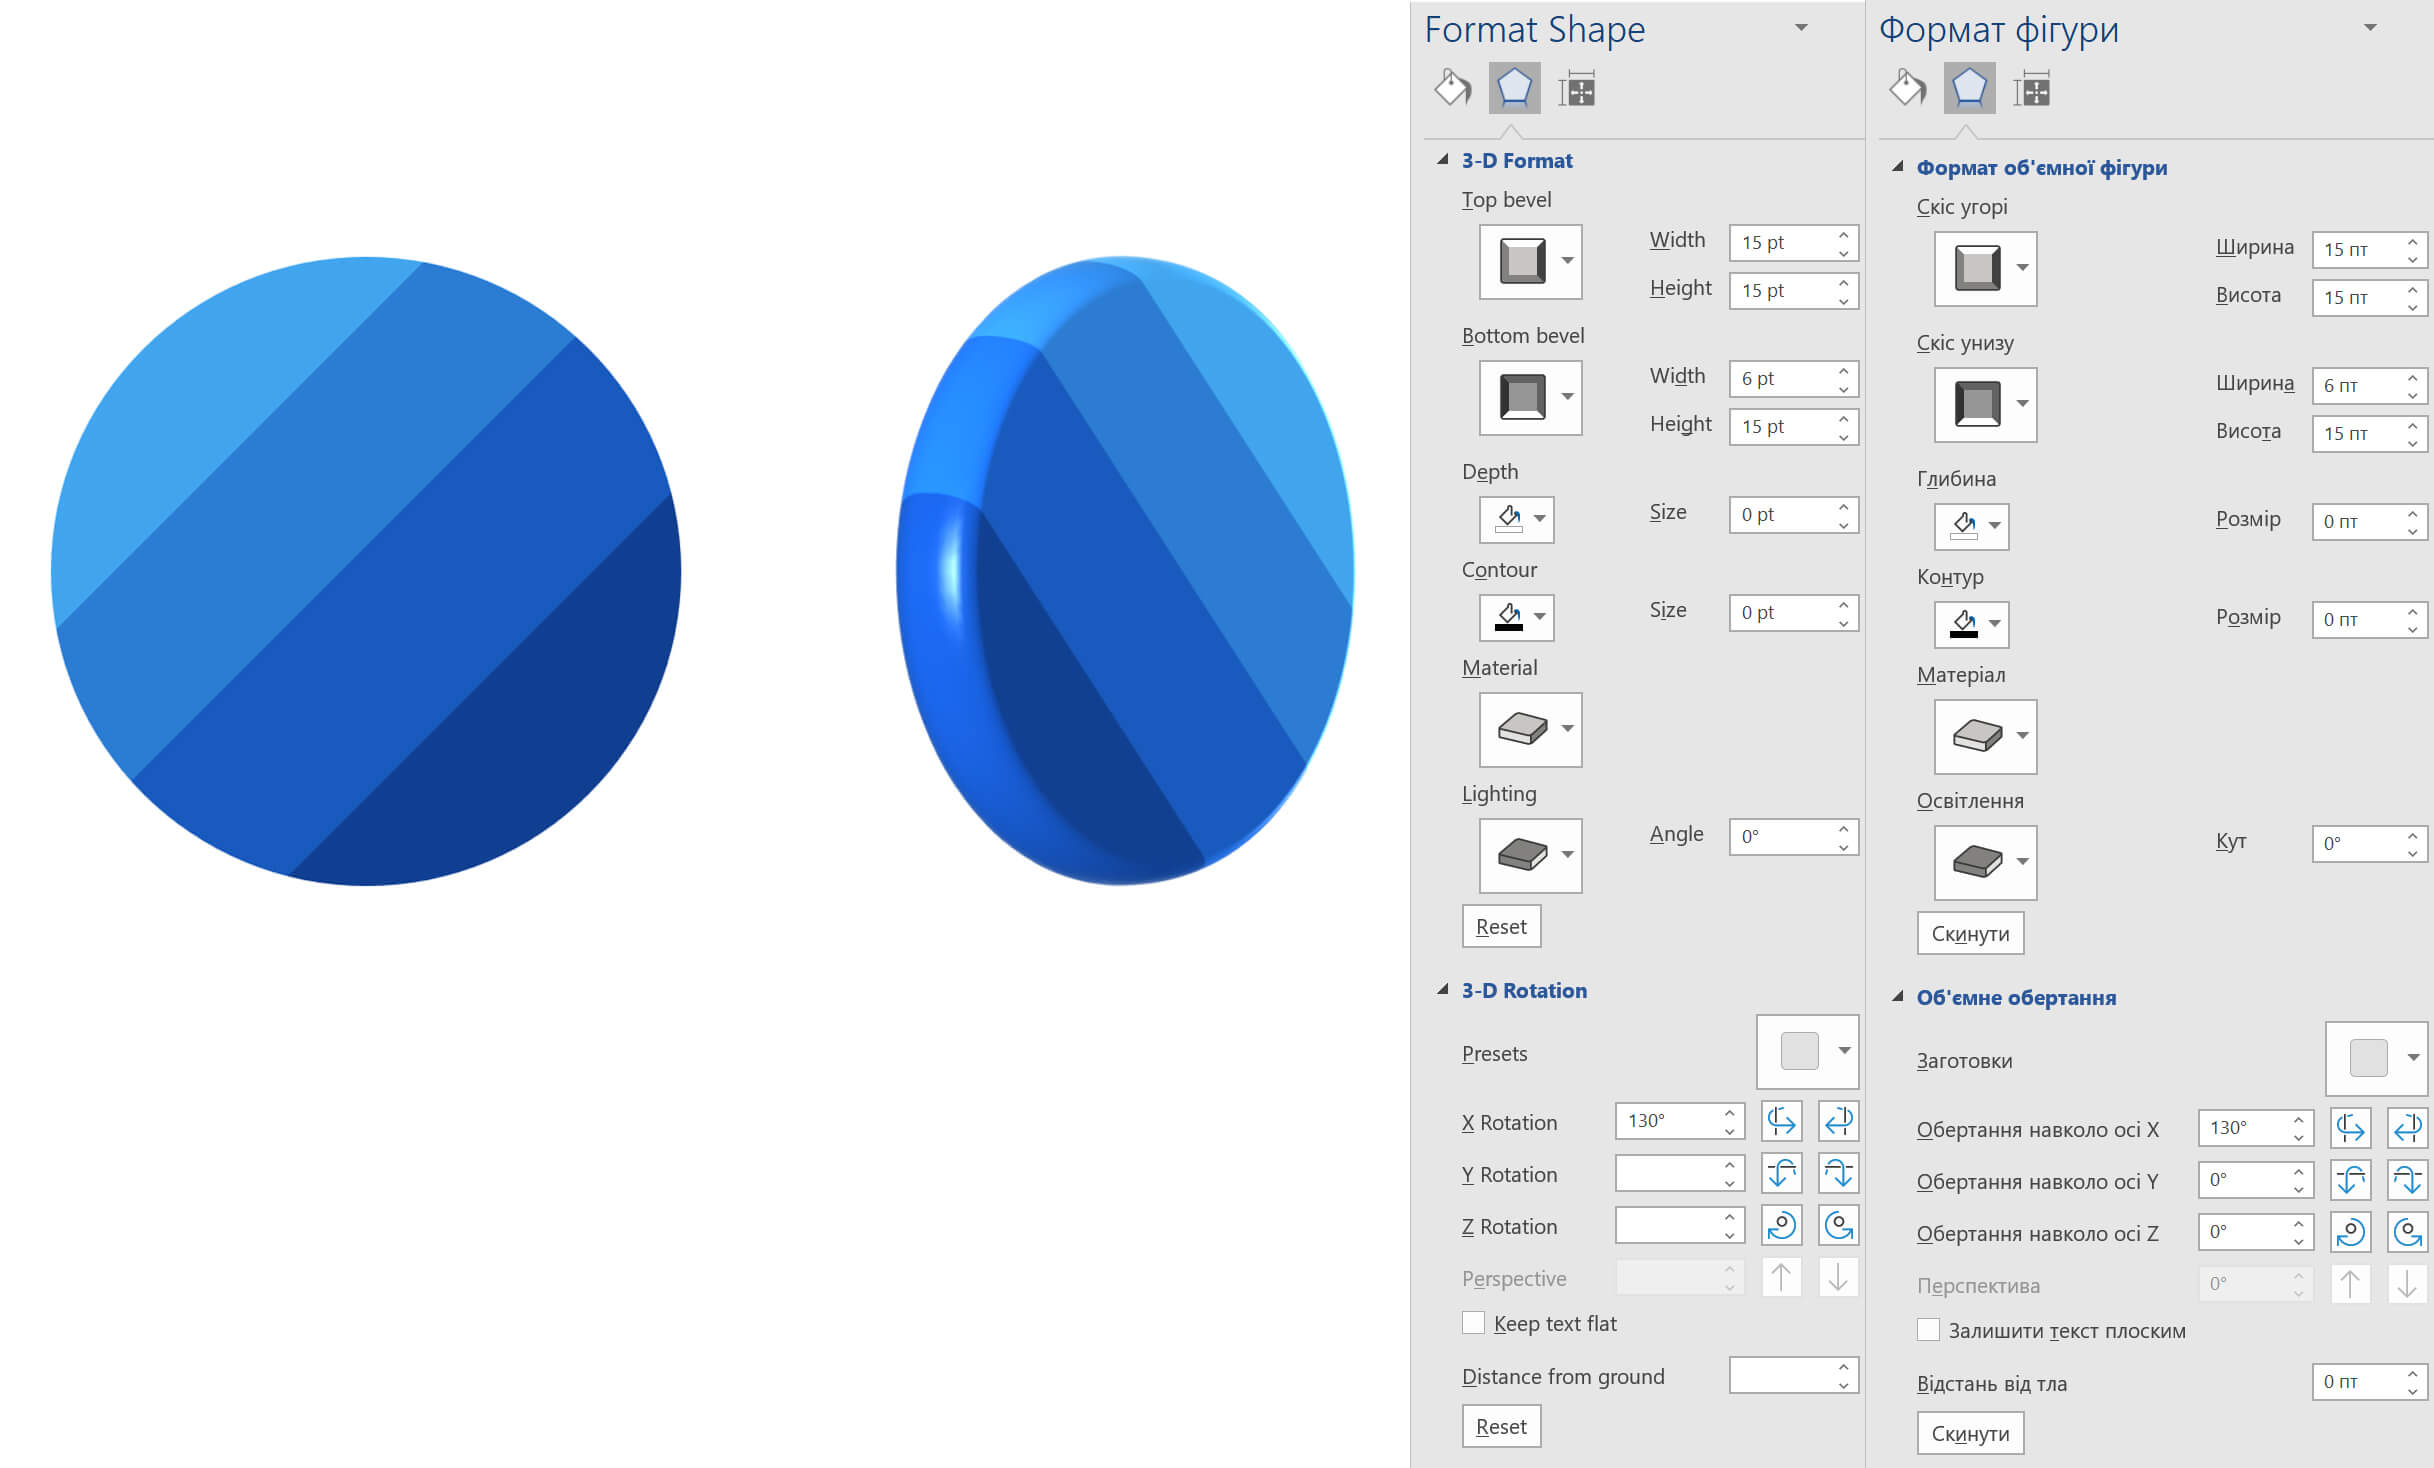 Format Shape
3-D Format
Top bevel
Width 15 pt
Height 15 pt
Bottom bevel
Width 6 pt
Height 15 pt
Depth
Size 0 pt
Contour
Size 0 pt
Material
Lighting
Angle 0°
Reset
3-D Rotation
Presets
X Rotation 130°
Y Rotation
Z Rotation
Perspective
Keep text flat
Distance from ground
Reset
Формат фігури
Формат об'ємної фігури
Скіс угорі
Ширина 15 пт
Висота 15 пт
Скіс унизу
Ширина 6 пт
Висота 15 пт
Глибина
Розмір 0 пт
Контур
Розмір 0 пт
Матеріал
Освітлення
Кут 0°
Скинути
Об'ємне обертання
Заготовки
Обертання навколо осі X 130°
Обертання навколо осі Y 0°
Обертання навколо осі Z 0°
Перспектива 0°
Залишити текст плоским
Відстань від тла 0 пт
Скинути